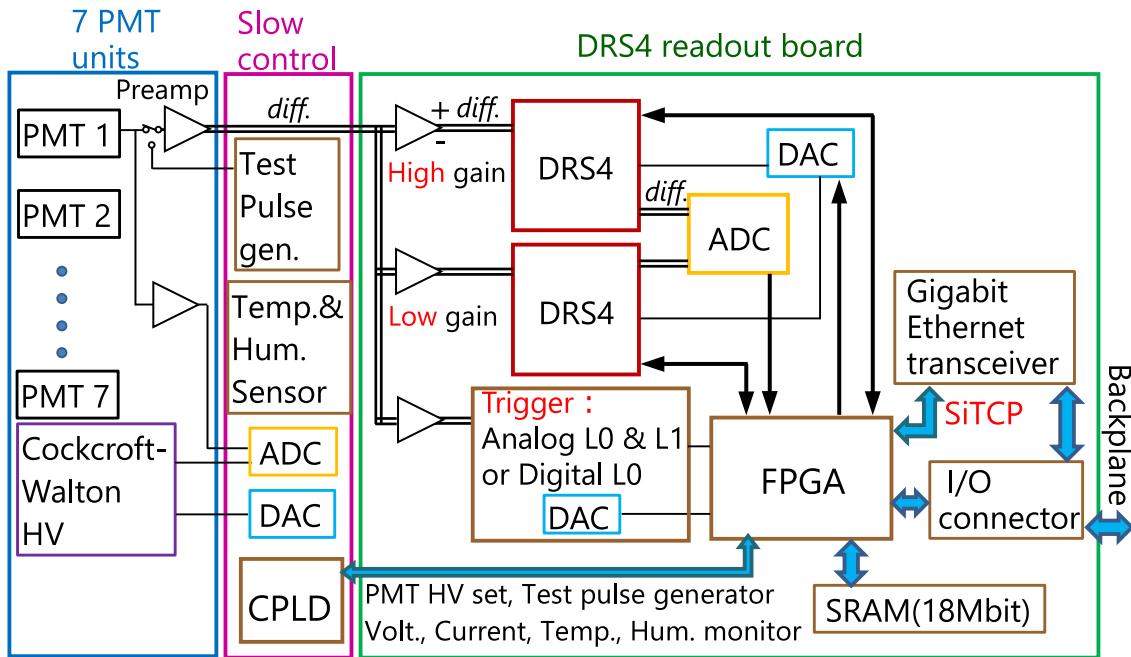 7 PMT
units
Slow
control
DRS4 readout board
Preamp
PMT 1
PMT 2
PMT 7
Cockcroft-
Walton
HV
diff.
Test
Pulse
gen.
Temp.&
Hum.
Sensor
ADC
DAC
CPLD
+ diff.
-
High gain
Low gain
DRS4
DRS4
diff.
DAC
ADC
Trigger :
Analog L0 & L1
or Digital L0
DAC
FPGA
Gigabit
Ethernet
transceiver
SiTCP
I/O
connector
Backplane
SRAM(18Mbit)
PMT HV set, Test pulse generator
Volt., Current, Temp., Hum. monitor